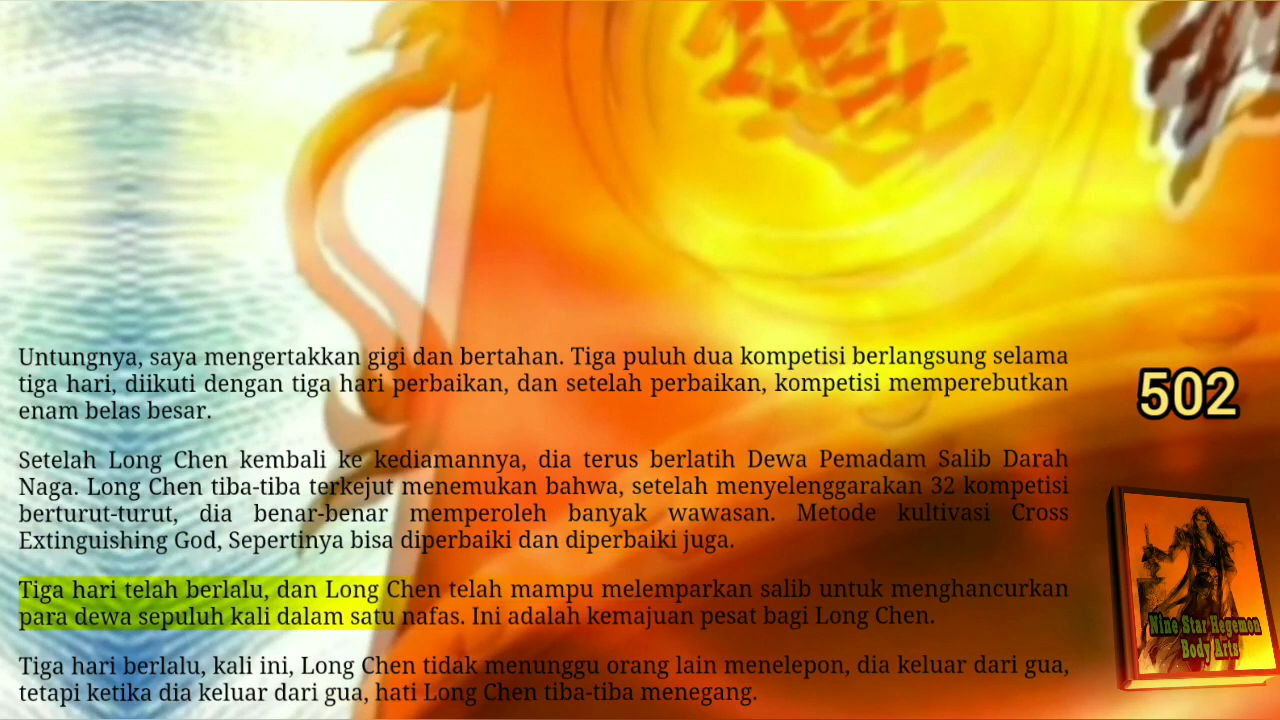 Untungnya, saya mengertakkan gigi dan bertahan. Tiga puluh dua kompetisi berlangsung selama
tiga hari, diikuti dengan tiga hari perbaikan, dan setelah perbaikan, kompetisi memperebutkan
enam belas besar.
Setelah Long Chen kembali ke kediamannya, dia terus berlatih Dewa Pemadam Salib Darah
Naga. Long Chen tiba-tiba terkejut menemukan bahwa, setelah menyelenggarakan 32 kompetisi
berturut-turut, dia benar-benar memperoleh banyak wawasan. Metode kultivasi Cross
Extinguishing God, Sepertinya bisa diperbaiki dan diperbaiki juga.
Tiga hari telah berlalu, dan Long Chen telah mampu melemparkan salib untuk menghancurkan
para dewa sepuluh kali dalam satu nafas. Ini adalah kemajuan pesat bagi Long Chen.
Tiga hari berlalu, kali ini, Long Chen tidak menunggu orang lain menelepon, dia keluar dari gua,
tetapi ketika dia keluar dari gua, hati Long Chen tiba-tiba menegang.
502
Nine Star Hegemon
Body Arts